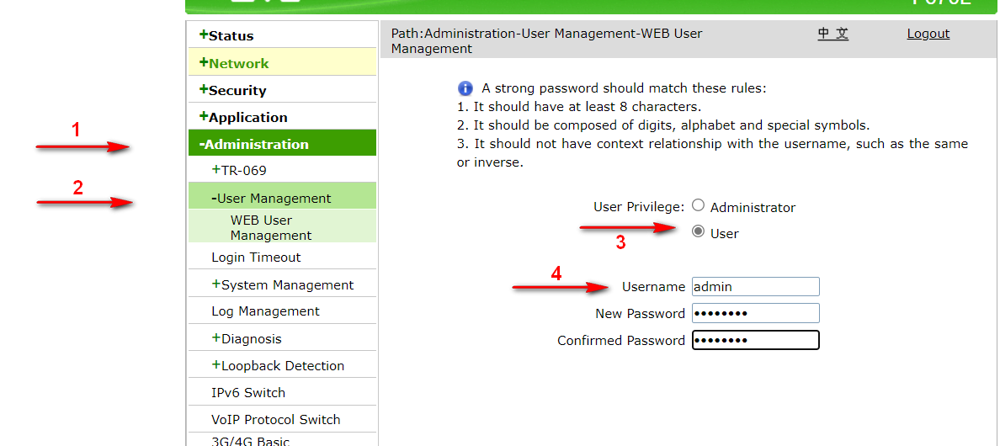 +Status
+Network
+Security
+Application
-Administration
+TR-069
-User Management
WEB User
Management
Login Timeout
+System Management
Log Management
+Diagnosis
+Loopback Detection
IPv6 Switch
VoIP Protocol Switch
3G/4G Basic
1
2
Path:Administration-User Management-WEB User
Management
中 文
Logout
i
A strong password should match these rules:
1. It should have at least 8 characters.
2. It should be composed of digits, alphabet and special symbols.
3. It should not have context relationship with the username, such as the same
or inverse.
User Privilege:
Administrator
User
3
4
Username
admin
New Password
••••••••
Confirmed Password
••••••••